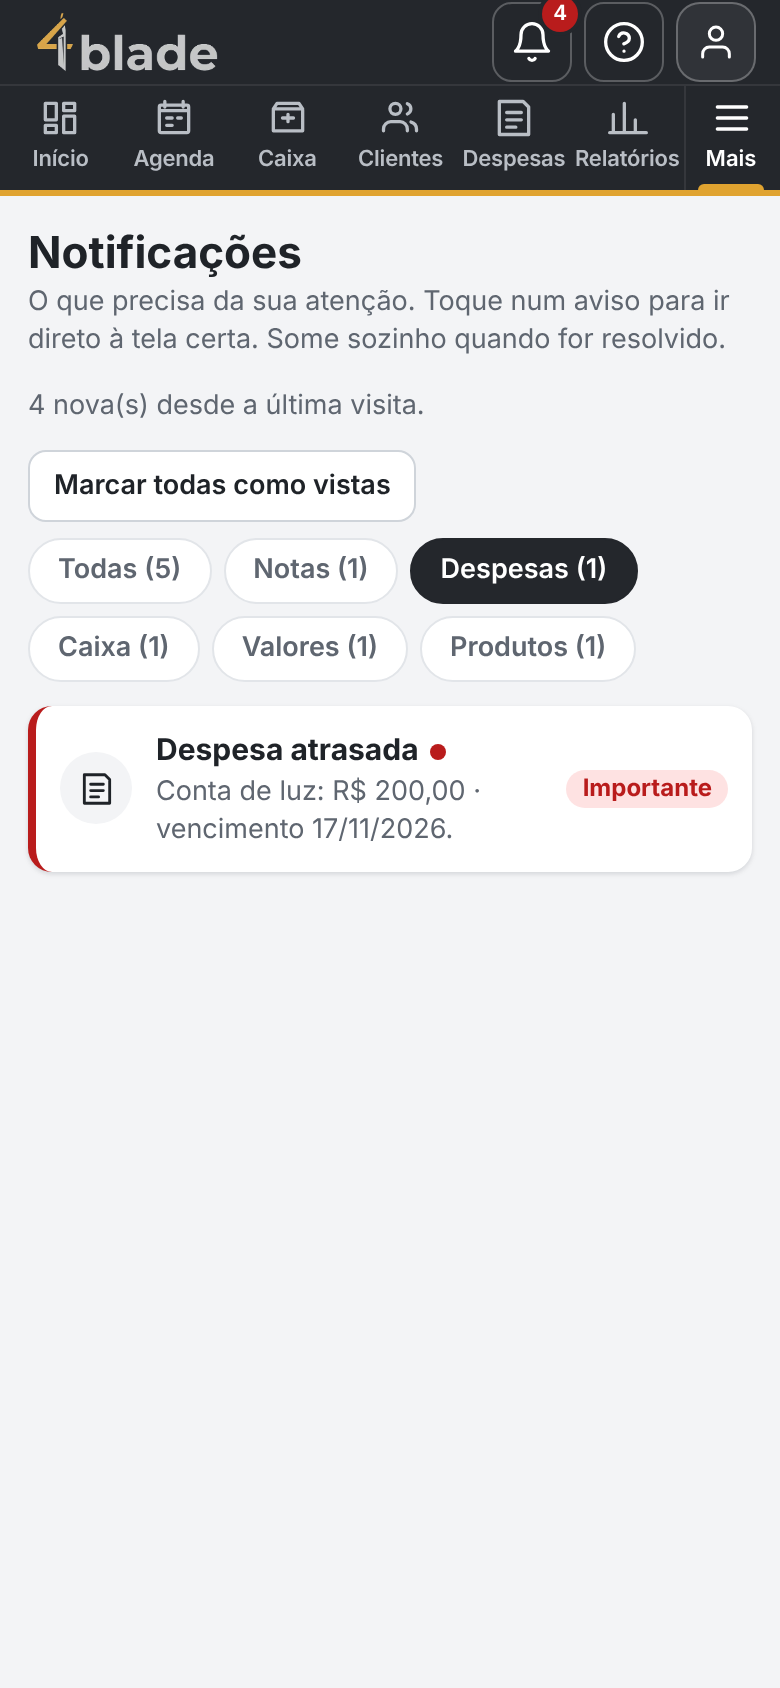 4blade
4
Início
Agenda
Caixa
Clientes
Despesas
Relatórios
Mais
Notificações
O que precisa da sua atenção. Toque num aviso para ir
direto à tela certa. Some sozinho quando for resolvido.
4 nova(s) desde a última visita.
Marcar todas como vistas
Todas (5)
Notas (1)
Despesas (1)
Caixa (1)
Valores (1)
Produtos (1)
Despesa atrasada
Conta de luz: R$ 200,00 ·
vencimento 17/11/2026.
Importante